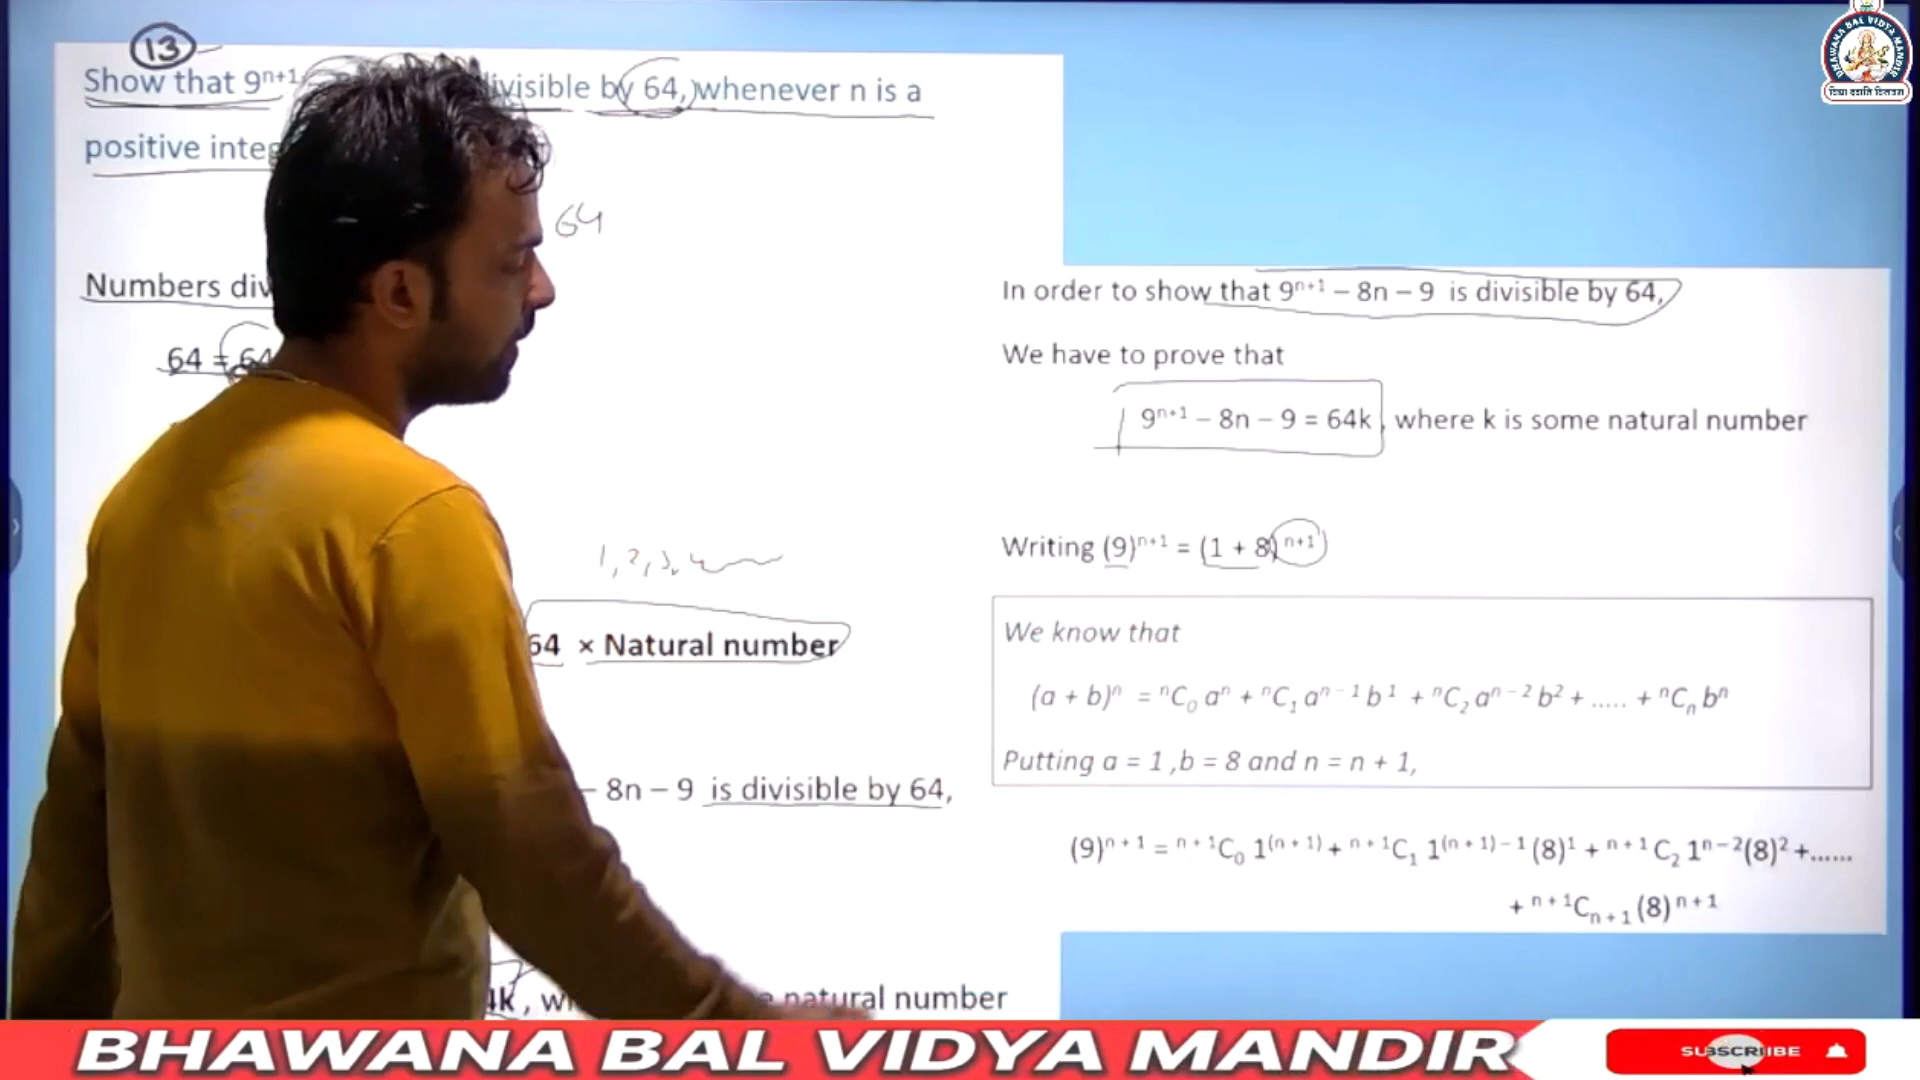 13
Show that 9ⁿ⁺¹ divisible by 64, whenever n is a
positive
64
Numbers
64 = 64
1, 2, 3, 4
64 × Natural number
– 8n – 9 is divisible by 64,
natural number
In order to show that 9ⁿ⁺¹ – 8n – 9 is divisible by 64,
We have to prove that
9ⁿ⁺¹ – 8n – 9 = 64k , where k is some natural number
Writing (9)ⁿ⁺¹ = (1 + 8)ⁿ⁺¹
We know that
(a + b)ⁿ = ⁿC₀ aⁿ + ⁿC₁ aⁿ ⁻ ¹ b¹ + ⁿC₂ aⁿ ⁻ ² b² + ..... + ⁿCₙ bⁿ
Putting a = 1 ,b = 8 and n = n + 1,
(9)ⁿ ⁺ ¹ = ⁿ ⁺ ¹C₀ 1⁽ⁿ ⁺ ¹⁾ + ⁿ ⁺ ¹C₁ 1⁽ⁿ ⁺ ¹⁾ ⁻ ¹ (8)¹ + ⁿ ⁺ ¹C₂ 1ⁿ ⁻ ²(8)² +......
+ ⁿ ⁺ ¹Cₙ ₊ ₁ (8)ⁿ ⁺ ¹
BHAWANA BAL VIDYA MANDIR
BHAWANA BAL VIDYA MANDIR
SUBSCRIBE